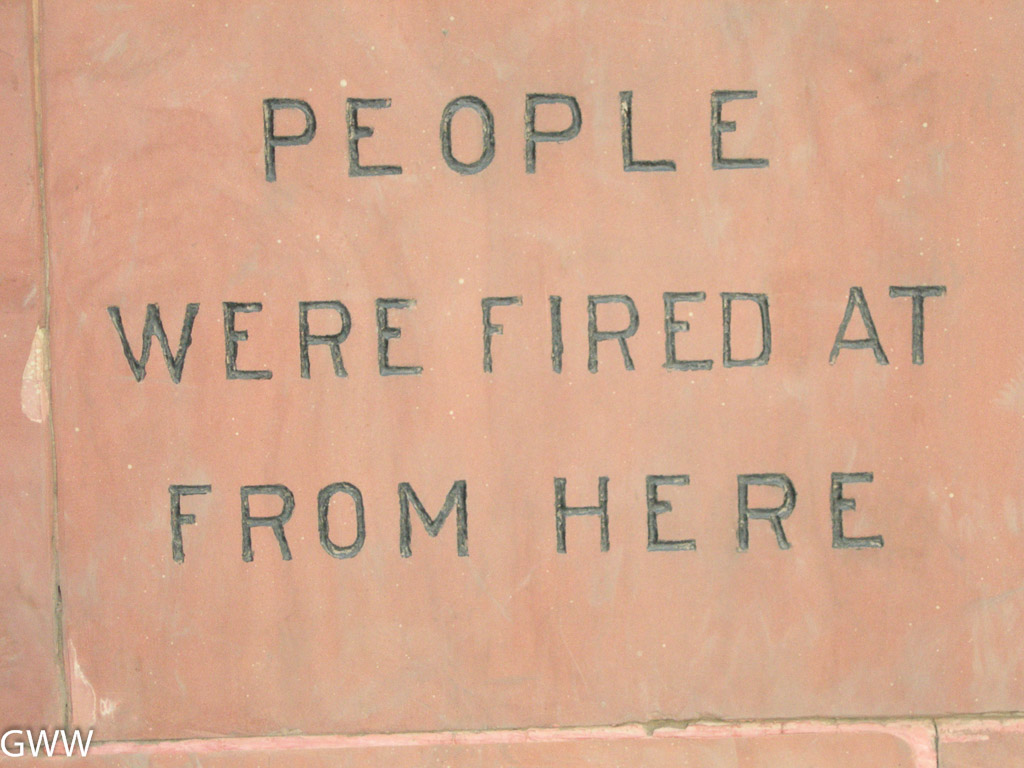 PEOPLE
WERE FIRED AT
FROM HERE
GWW